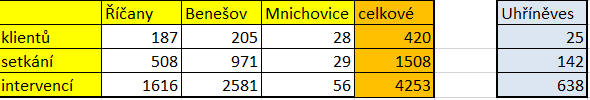 Říčany Benešov Mnichovice celkové Uhříněves
klientů 187 205 28 420 25
setkání 508 971 29 1508 142
intervencí 1616 2581 56 4253 638